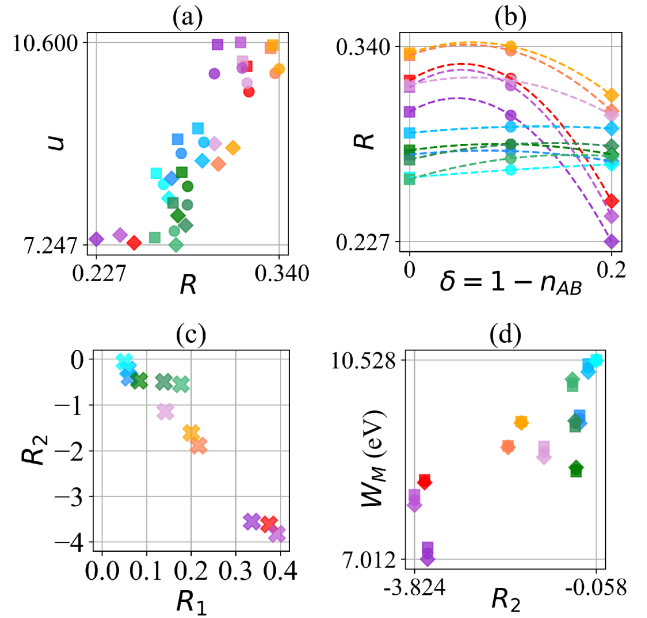 (a)
(b)
10.600
u
7.247
0.227
0.340
R
0.340
R
0.227
0
0.2
δ = 1 − n_AB
(c)
(d)
0
−1
−2
−3
−4
R_2
0.0
0.1
0.2
0.3
0.4
R_1
10.528
W_M (eV)
7.012
-3.824
-0.058
R_2